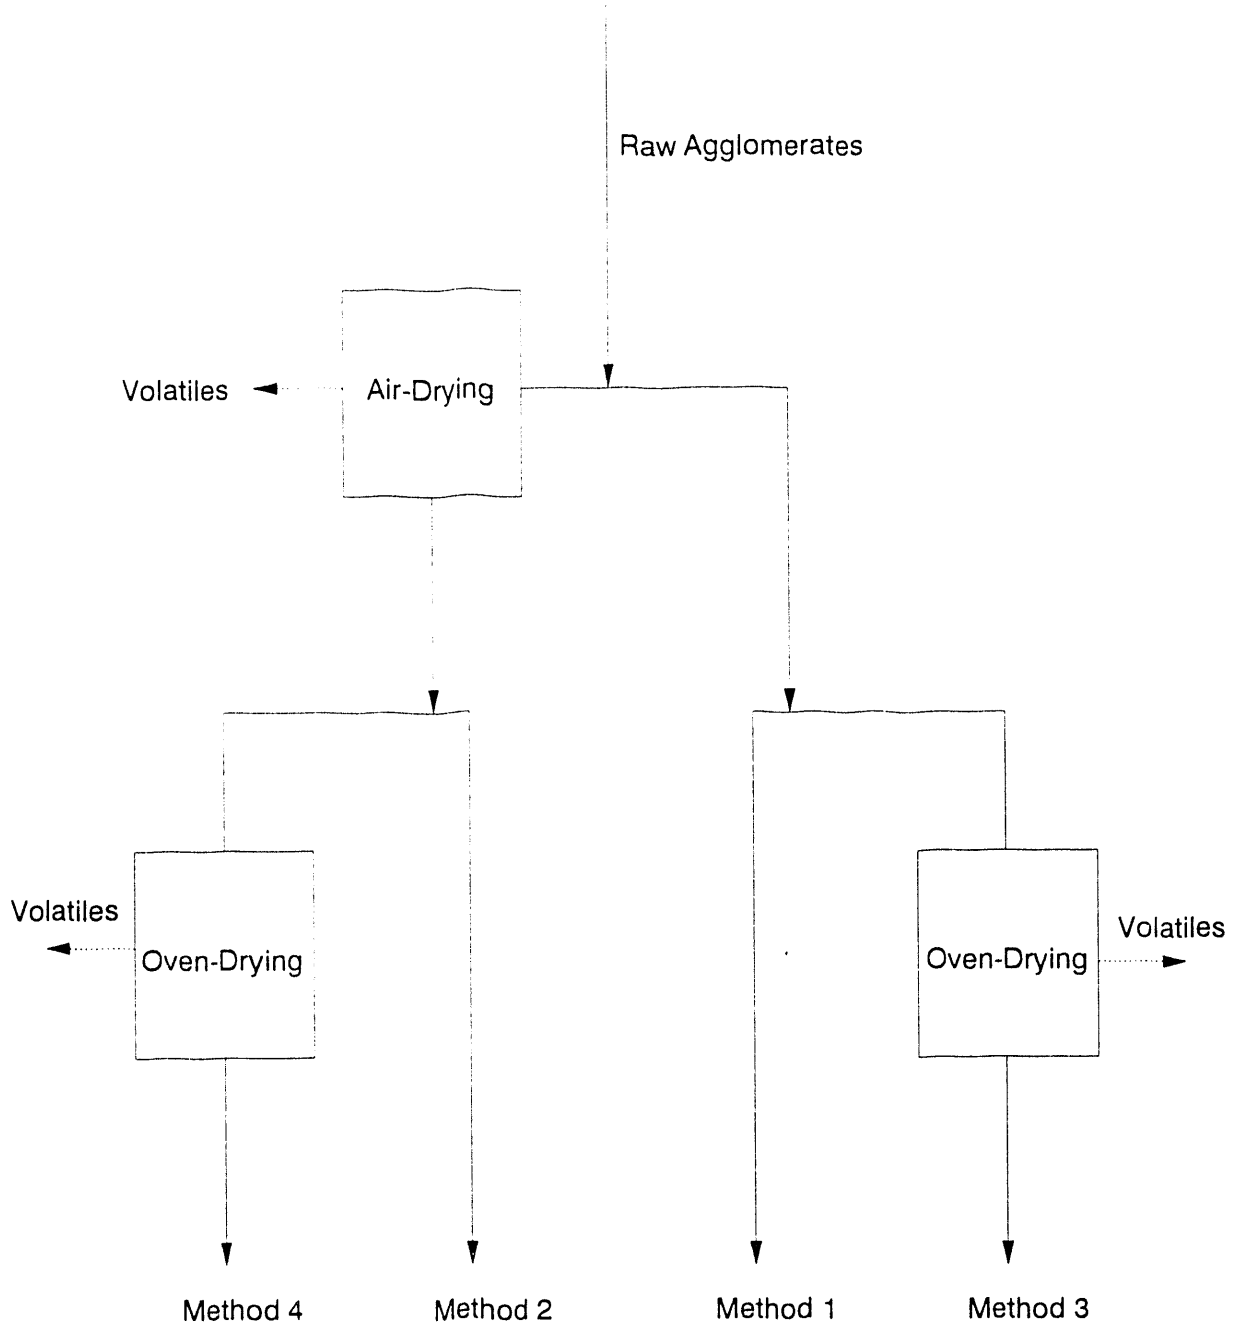 Raw Agglomerates
Volatiles
Air-Drying
Volatiles
Oven-Drying
Oven-Drying
Volatiles
Method 4
Method 2
Method 1
Method 3